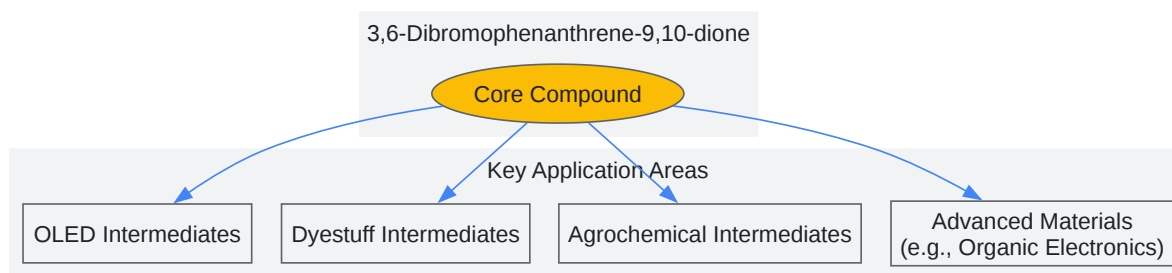 3,6-Dibromophenanthrene-9,10-dione
Core Compound
Key Application Areas
OLED Intermediates
Dyestuff Intermediates
Agrochemical Intermediates
Advanced Materials
(e.g., Organic Electronics)